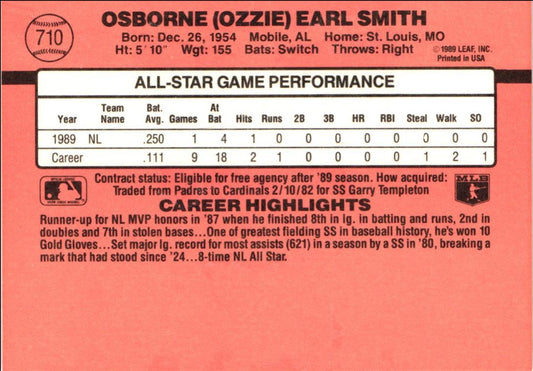 710
OSBORNE (OZZIE) EARL SMITH
Born: Dec. 26, 1954 Mobile, AL Home: St. Louis, MO
Ht: 5'10" Wgt: 155 Bats: Switch Throws: Right
© 1989 LEAF, INC.
Printed in USA
ALL-STAR GAME PERFORMANCE
Year Team Name Bat. Avg. Games At Bat Hits Runs 2B 3B HR RBI Steal Walk SO
1989 NL .250 1 4 1 0 0 0 0 0 0 0 0
Career .111 9 18 2 1 0 0 0 0 1 2 1
Contract status: Eligible for free agency after '89 season. How acquired:
Traded from Padres to Cardinals 2/10/82 for SS Garry Templeton
MLB
CAREER HIGHLIGHTS
Runner-up for NL MVP honors in '87 when he finished 8th in lg. in batting and runs, 2nd in
doubles and 7th in stolen bases...One of greatest fielding SS in baseball history, he's won 10
Gold Gloves...Set major lg. record for most assists (621) in a season by a SS in '80, breaking a
mark that had stood since '24...8-time NL All Star.